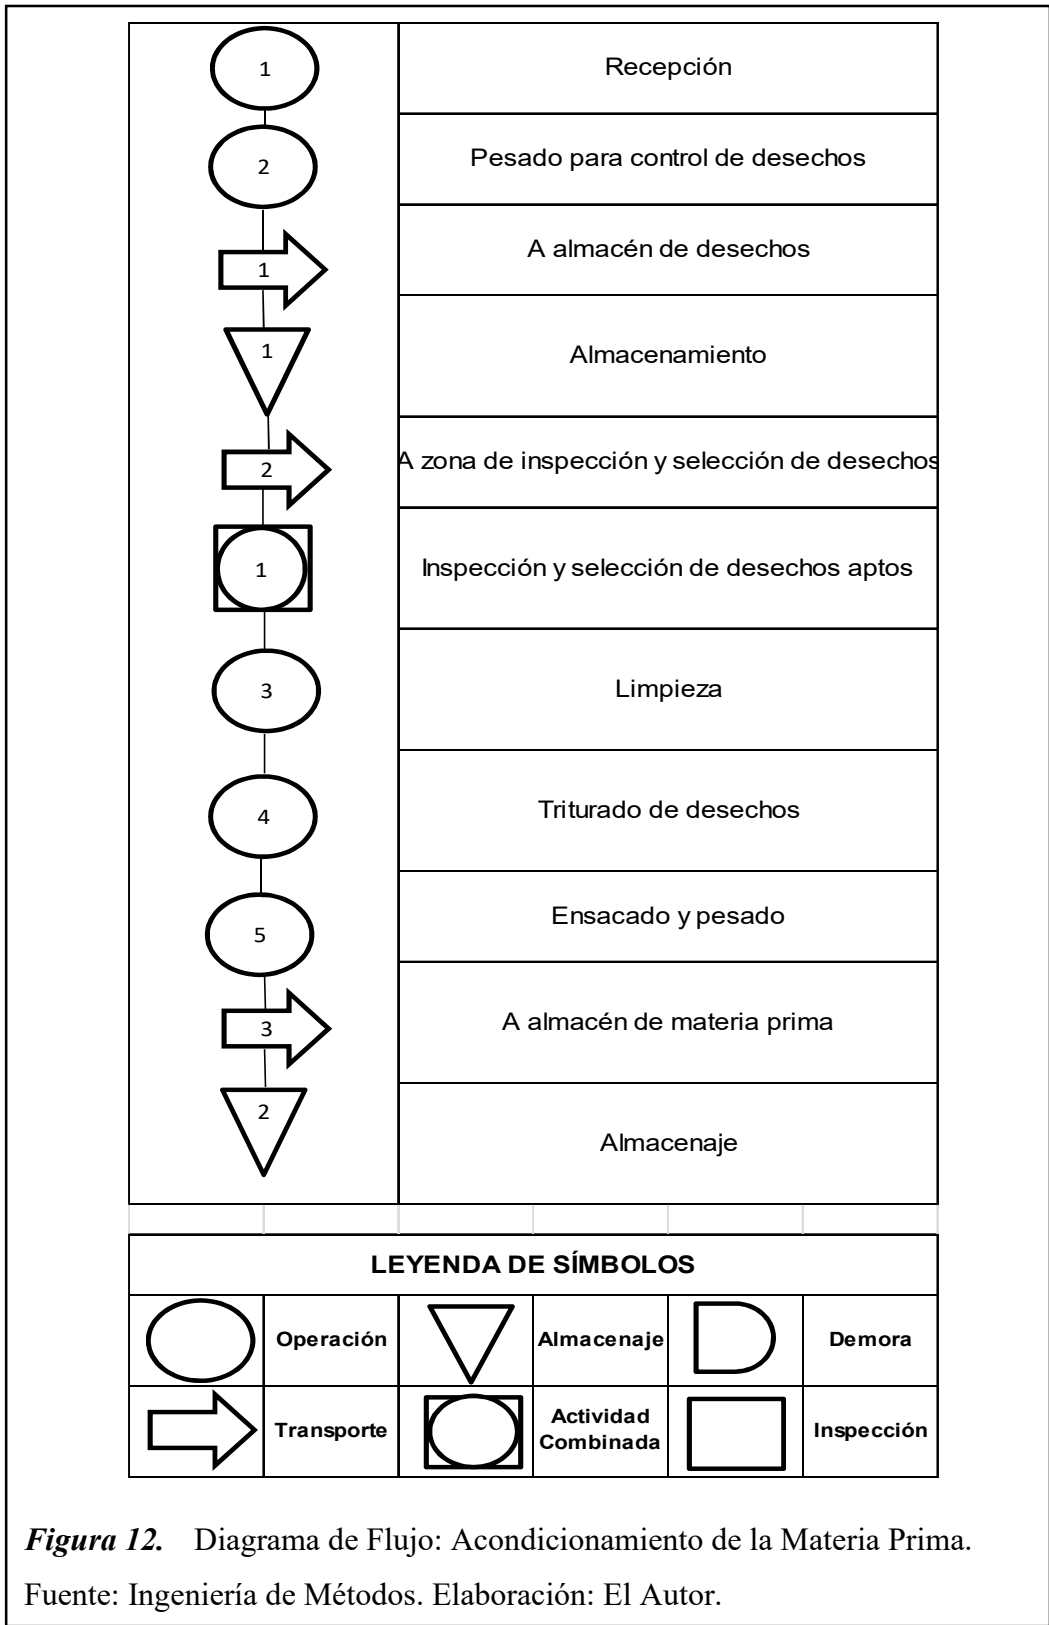 1 Recepción
2 Pesado para control de desechos
1 A almacén de desechos
1 Almacenamiento
2 A zona de inspección y selección de desechos
1 Inspección y selección de desechos aptos
3 Limpieza
4 Triturado de desechos
5 Ensacado y pesado
3 A almacén de materia prima
2 Almacenaje
LEYENDA DE SÍMBOLOS
Operación Almacenaje Demora
Transporte Actividad Combinada Inspección
Figura 12. Diagrama de Flujo: Acondicionamiento de la Materia Prima.
Fuente: Ingeniería de Métodos. Elaboración: El Autor.